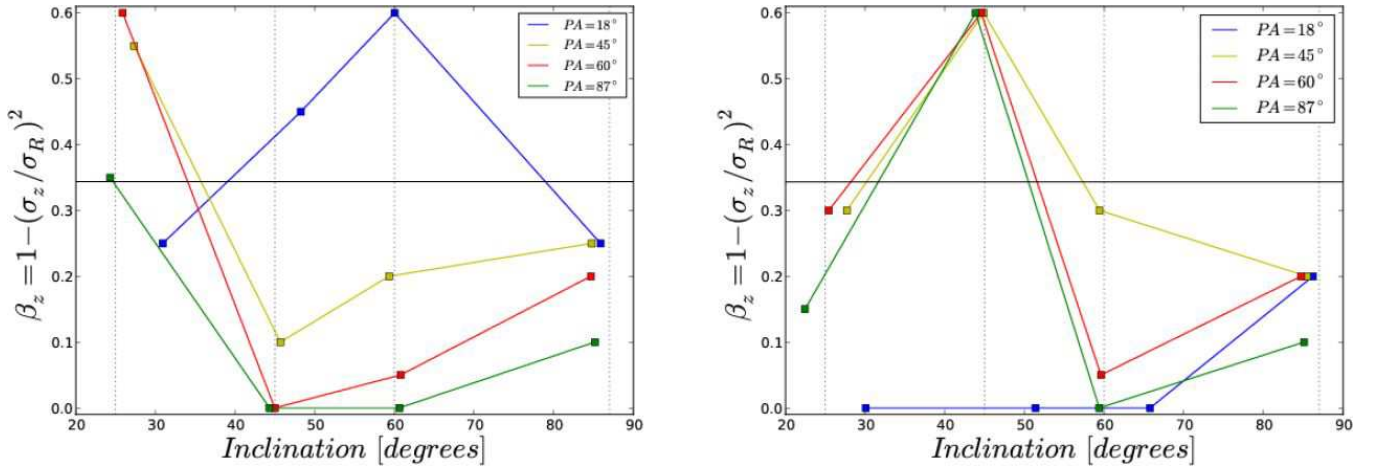 0.6
0.5
0.4
0.3
0.2
0.1
0.0
β_z = 1−(σ_z/σ_R)^2
20 30 40 50 60 70 80 90
Inclination [degrees]
PA=18°
PA=45°
PA=60°
PA=87°
0.6
0.5
0.4
0.3
0.2
0.1
0.0
β_z = 1−(σ_z/σ_R)^2
20 30 40 50 60 70 80 90
Inclination [degrees]
PA=18°
PA=45°
PA=60°
PA=87°